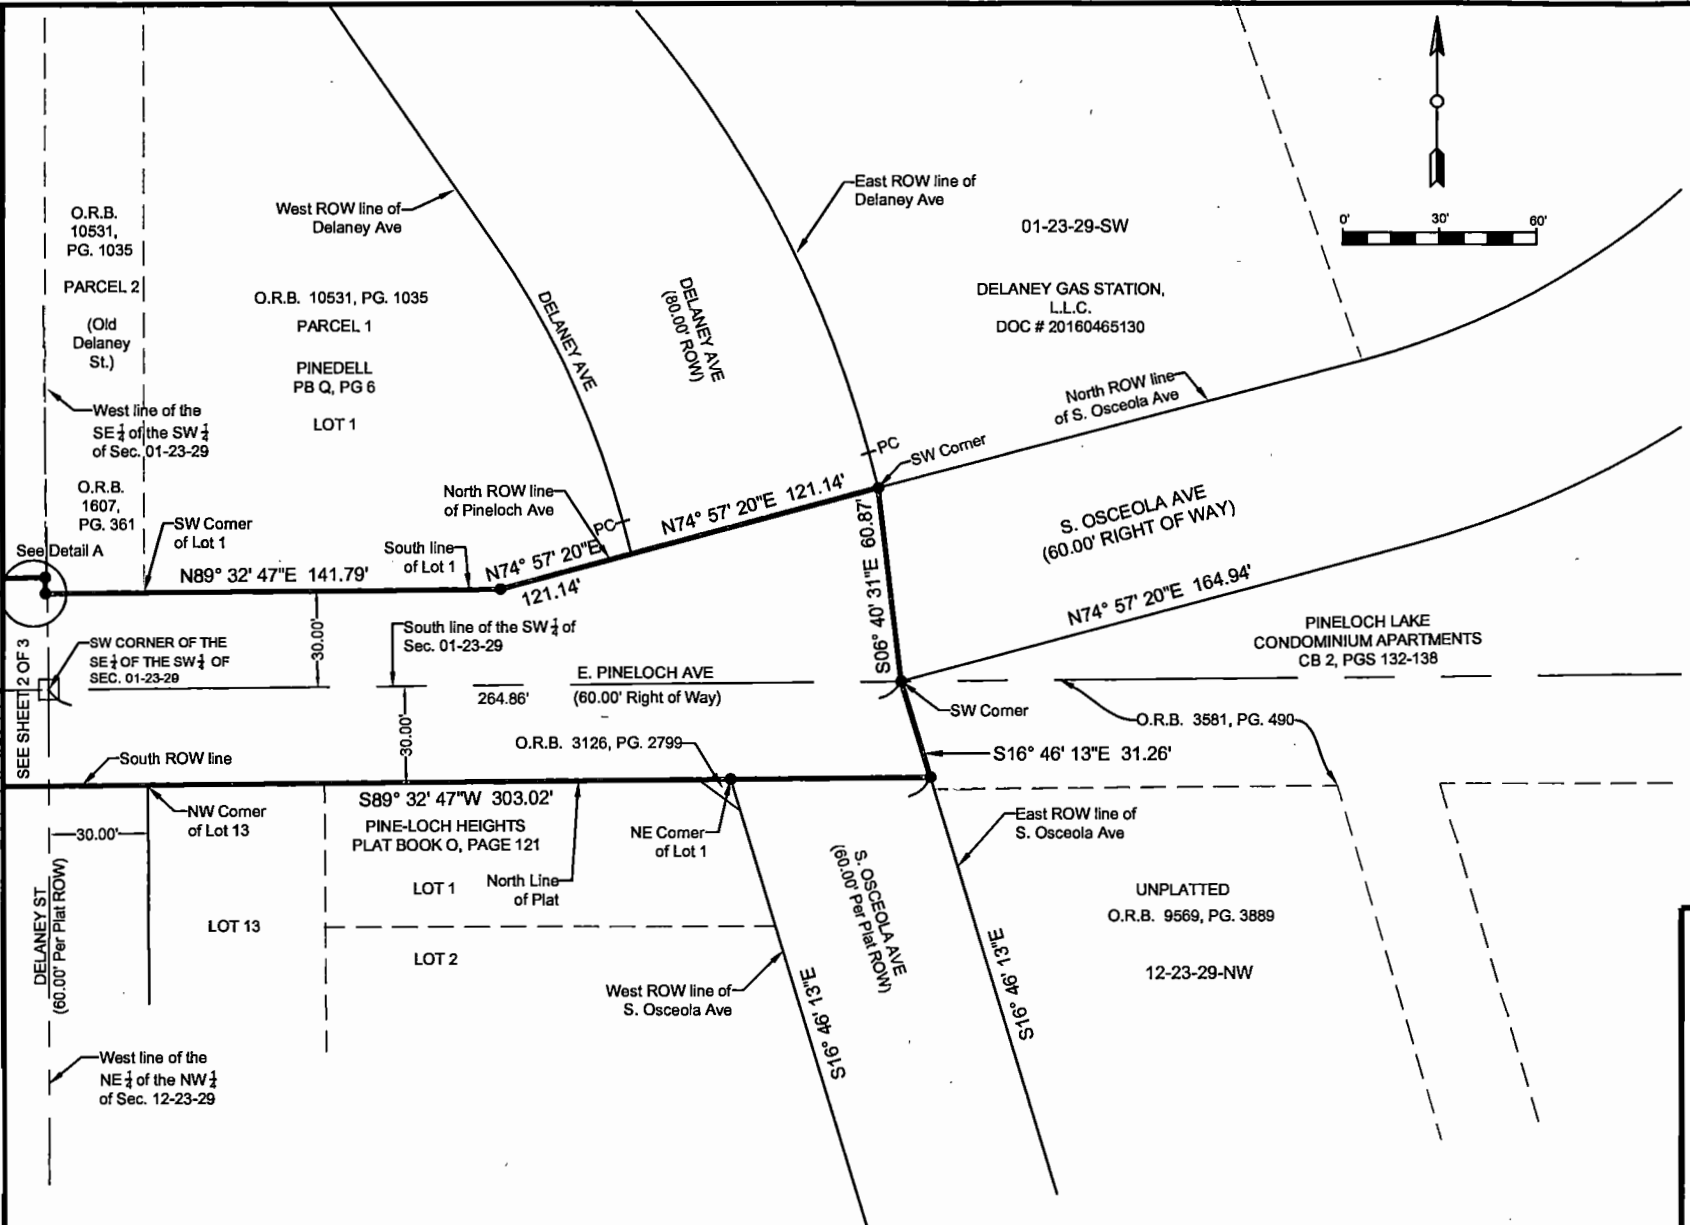 O.R.B.
10531,
PG. 1035
PARCEL 2
(Old
Delaney
St.)
West line of the
SE ¼ of the SW ¼
of Sec. 01-23-29
O.R.B.
1607,
PG. 361
See Detail A
SW Corner
of Lot 1
West ROW line of
Delaney Ave
O.R.B. 10531, PG. 1035
PARCEL 1
PINEDELL
PB Q, PG 6
LOT 1
DELANEY AVE
DELANEY AVE
(80.00' ROW)
East ROW line of
Delaney Ave
01-23-29-SW
DELANEY GAS STATION,
L.L.C.
DOC # 20160465130
0' 30' 60'
North ROW line
of S. Osceola Ave
PC
SW Corner
North ROW line
of Pineloch Ave
PC
N74° 57' 20"E 121.14'
South line
of Lot 1
N89° 32' 47"E 141.79'
N74° 57' 20"E
121.14'
S06° 40' 31"E 60.87'
S. OSCEOLA AVE
(60.00' RIGHT OF WAY)
N74° 57' 20"E 164.94'
PINELOCH LAKE
CONDOMINIUM APARTMENTS
CB 2, PGS 132-138
SEE SHEET 2 OF 3
SW CORNER OF THE
SE ¼ OF THE SW ¼ OF
SEC. 01-23-29
30.00'
South line of the SW ¼ of
Sec. 01-23-29
E. PINELOCH AVE
264.86'
(60.00' Right of Way)
30.00'
SW Corner
O.R.B. 3581, PG. 490
O.R.B. 3126, PG. 2799
S16° 46' 13"E 31.26'
South ROW line
S89° 32' 47"W 303.02'
NW Corner
of Lot 13
30.00'
PINE-LOCH HEIGHTS
PLAT BOOK O, PAGE 121
NE Corner
of Lot 1
East ROW line of
S. Osceola Ave
LOT 1
North Line
of Plat
LOT 13
LOT 2
DELANEY ST
(60.00' Per Plat ROW)
S. OSCEOLA AVE
(60.00' Per Plat ROW)
West ROW line of
S. Osceola Ave
S16° 46' 13"E
S16° 46' 13"E
UNPLATTED
O.R.B. 9569, PG. 3889
12-23-29-NW
West line of the
NE ¼ of the NW ¼
of Sec. 12-23-29